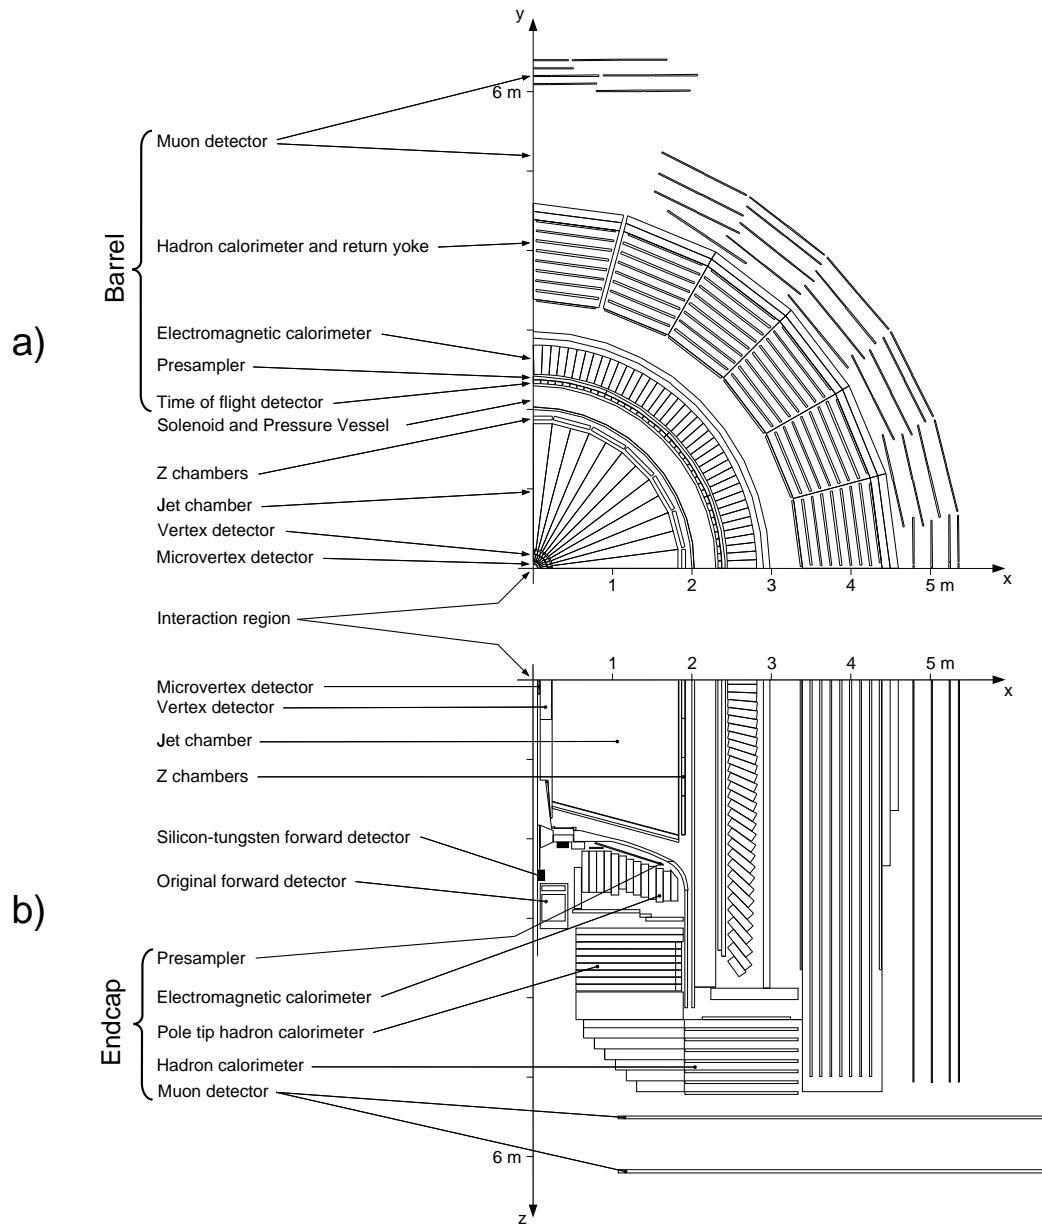 y
6 m
Muon detector
Hadron calorimeter and return yoke
Barrel
a)
Electromagnetic calorimeter
Presampler
Time of flight detector
Solenoid and Pressure Vessel
Z chambers
Jet chamber
Vertex detector
Microvertex detector
1 2 3 4 5 m
x
Interaction region
1 2 3 4 5 m
x
Microvertex detector
Vertex detector
Jet chamber
Z chambers
Silicon-tungsten forward detector
Original forward detector
b)
Endcap
Presampler
Electromagnetic calorimeter
Pole tip hadron calorimeter
Hadron calorimeter
Muon detector
6 m
z